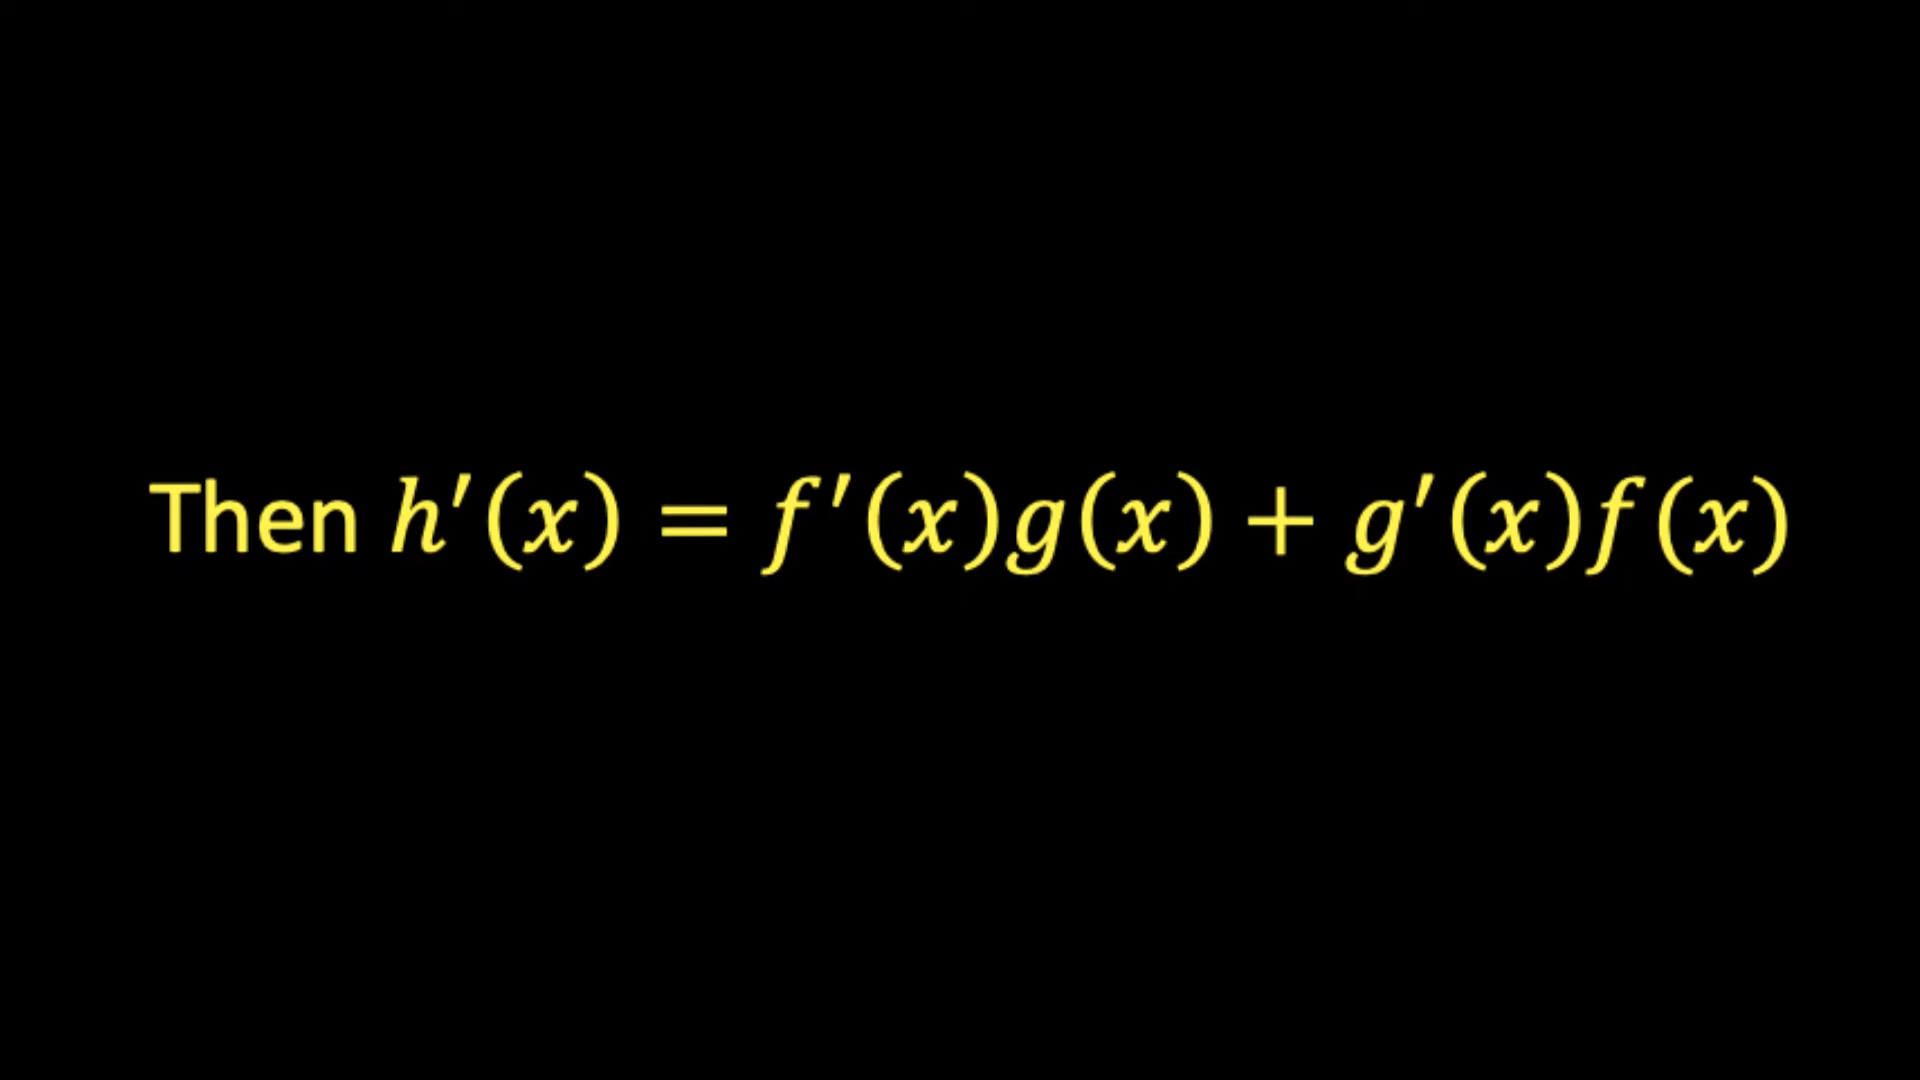 Then h′(x) = f′(x)g(x) + g′(x)f(x)